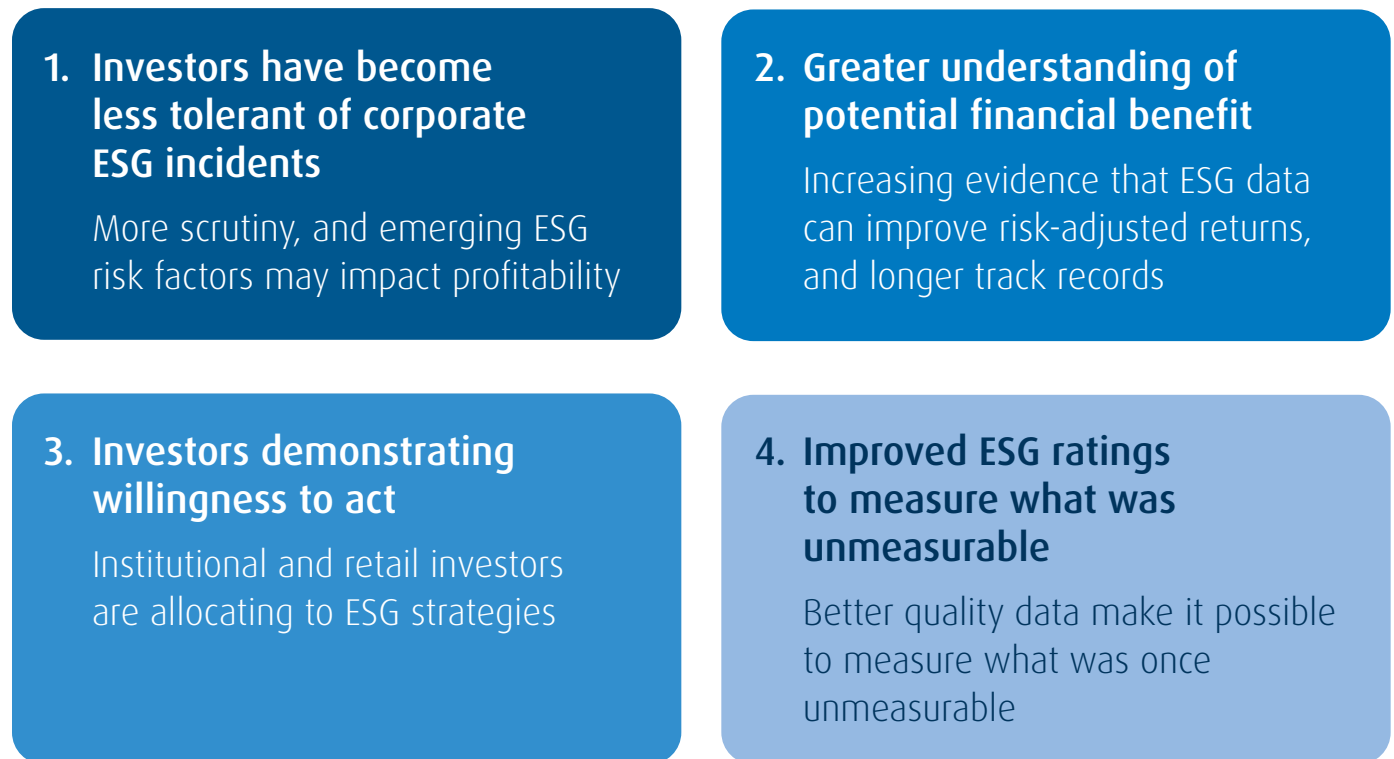 1. Investors have become
less tolerant of corporate
ESG incidents
More scrutiny, and emerging ESG
risk factors may impact profitability
2. Greater understanding of
potential financial benefit
Increasing evidence that ESG data
can improve risk-adjusted returns,
and longer track records
3. Investors demonstrating
willingness to act
Institutional and retail investors
are allocating to ESG strategies
4. Improved ESG ratings
to measure what was
unmeasurable
Better quality data make it possible
to measure what was once
unmeasurable